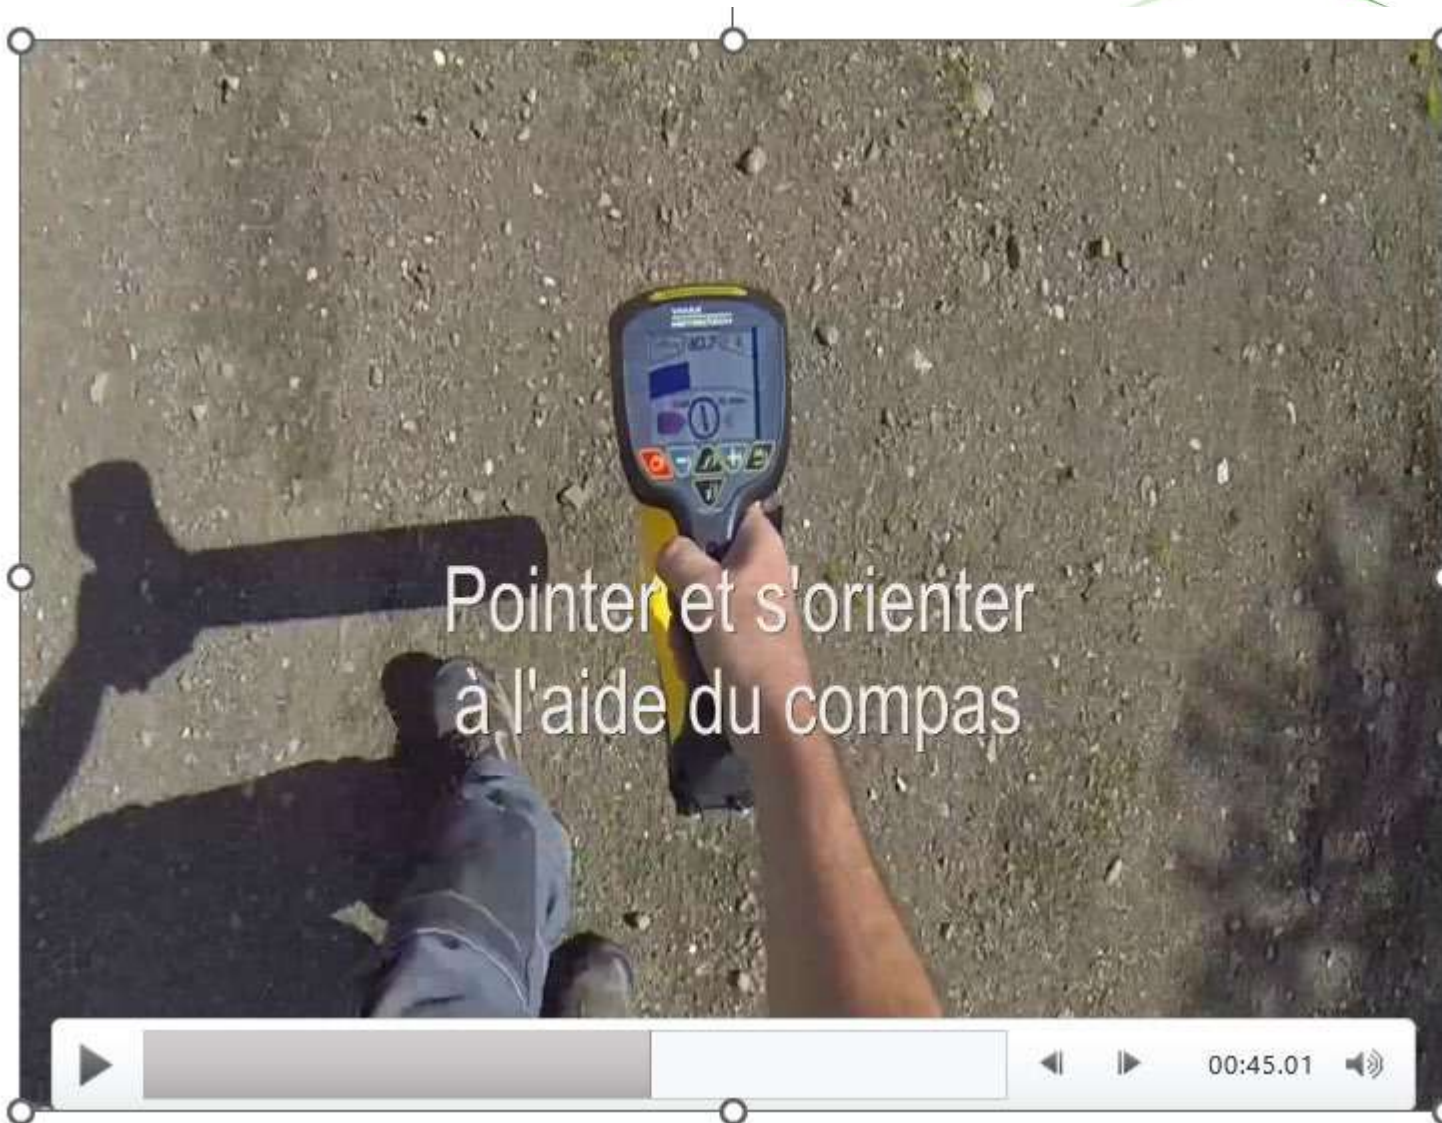 Pointer et s'orienter
à l'aide du compas
00:45.01